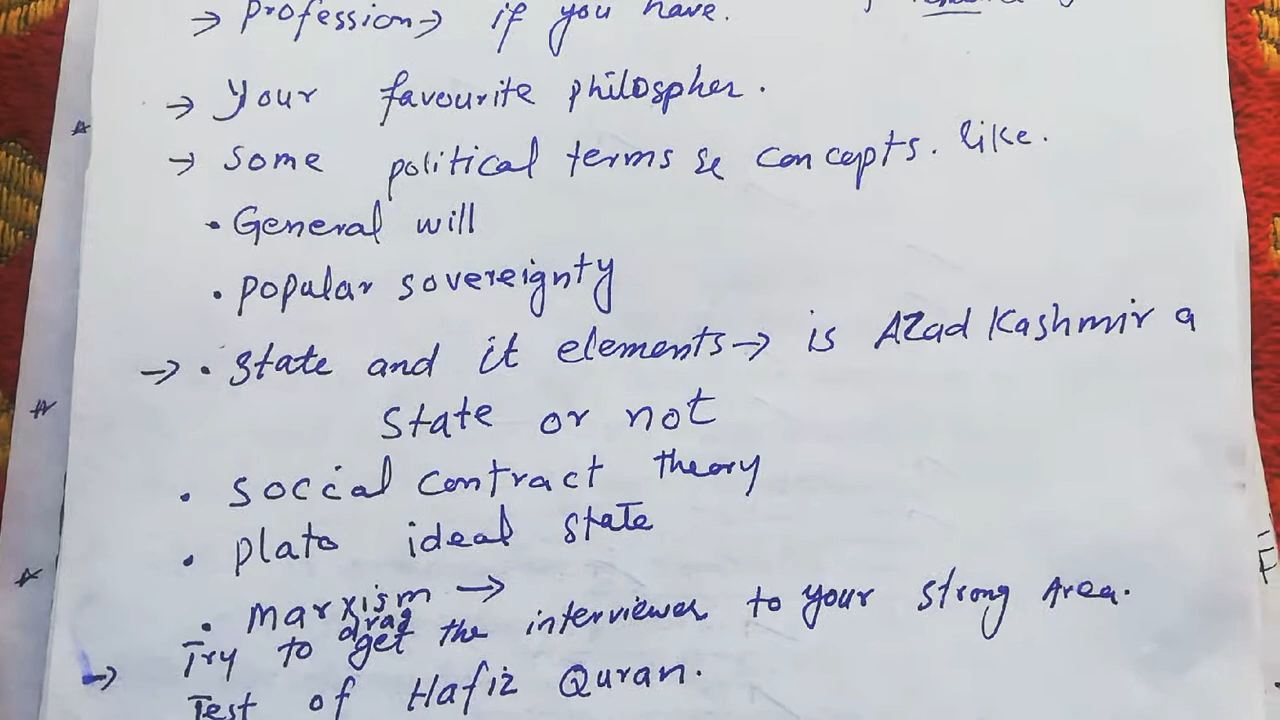 → Profession → if you have.
→ Your favourite philospher.
→ Some political terms & concepts. like.
• General will
• Popular sovereignty
→ • State and it elements → is Azad Kashmir a
State or not
• Social contract theory
• Plato ideal state
• Marxism →
drag
Try to get the interviewer to your strong Area.
→ Test of Hafiz Quran.